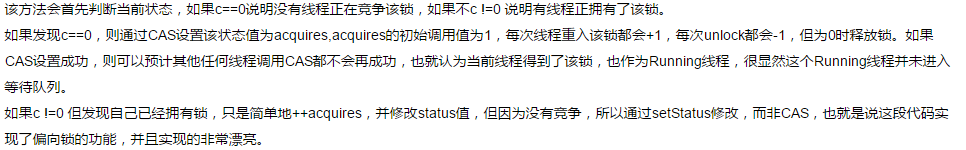 该方法会首先判断当前状态，如果c==0说明没有线程正在竞争该锁，如果不c !=0 说明有线程正拥有了该锁。
如果发现c==0，则通过CAS设置该状态值为acquires,acquires的初始调用值为1，每次线程重入该锁都会+1，每次unlock都会-1，但为0时释放锁。如果
CAS设置成功，则可以预计其他任何线程调用CAS都不会再成功，也就认为当前线程得到了该锁，也作为Running线程，很显然这个Running线程并未进入
等待队列。
如果c !=0 但发现自己已经拥有锁，只是简单地++acquires，并修改status值，但因为没有竞争，所以通过setStatus修改，而非CAS，也就是说这段代码实
现了偏向锁的功能，并且实现的非常漂亮。